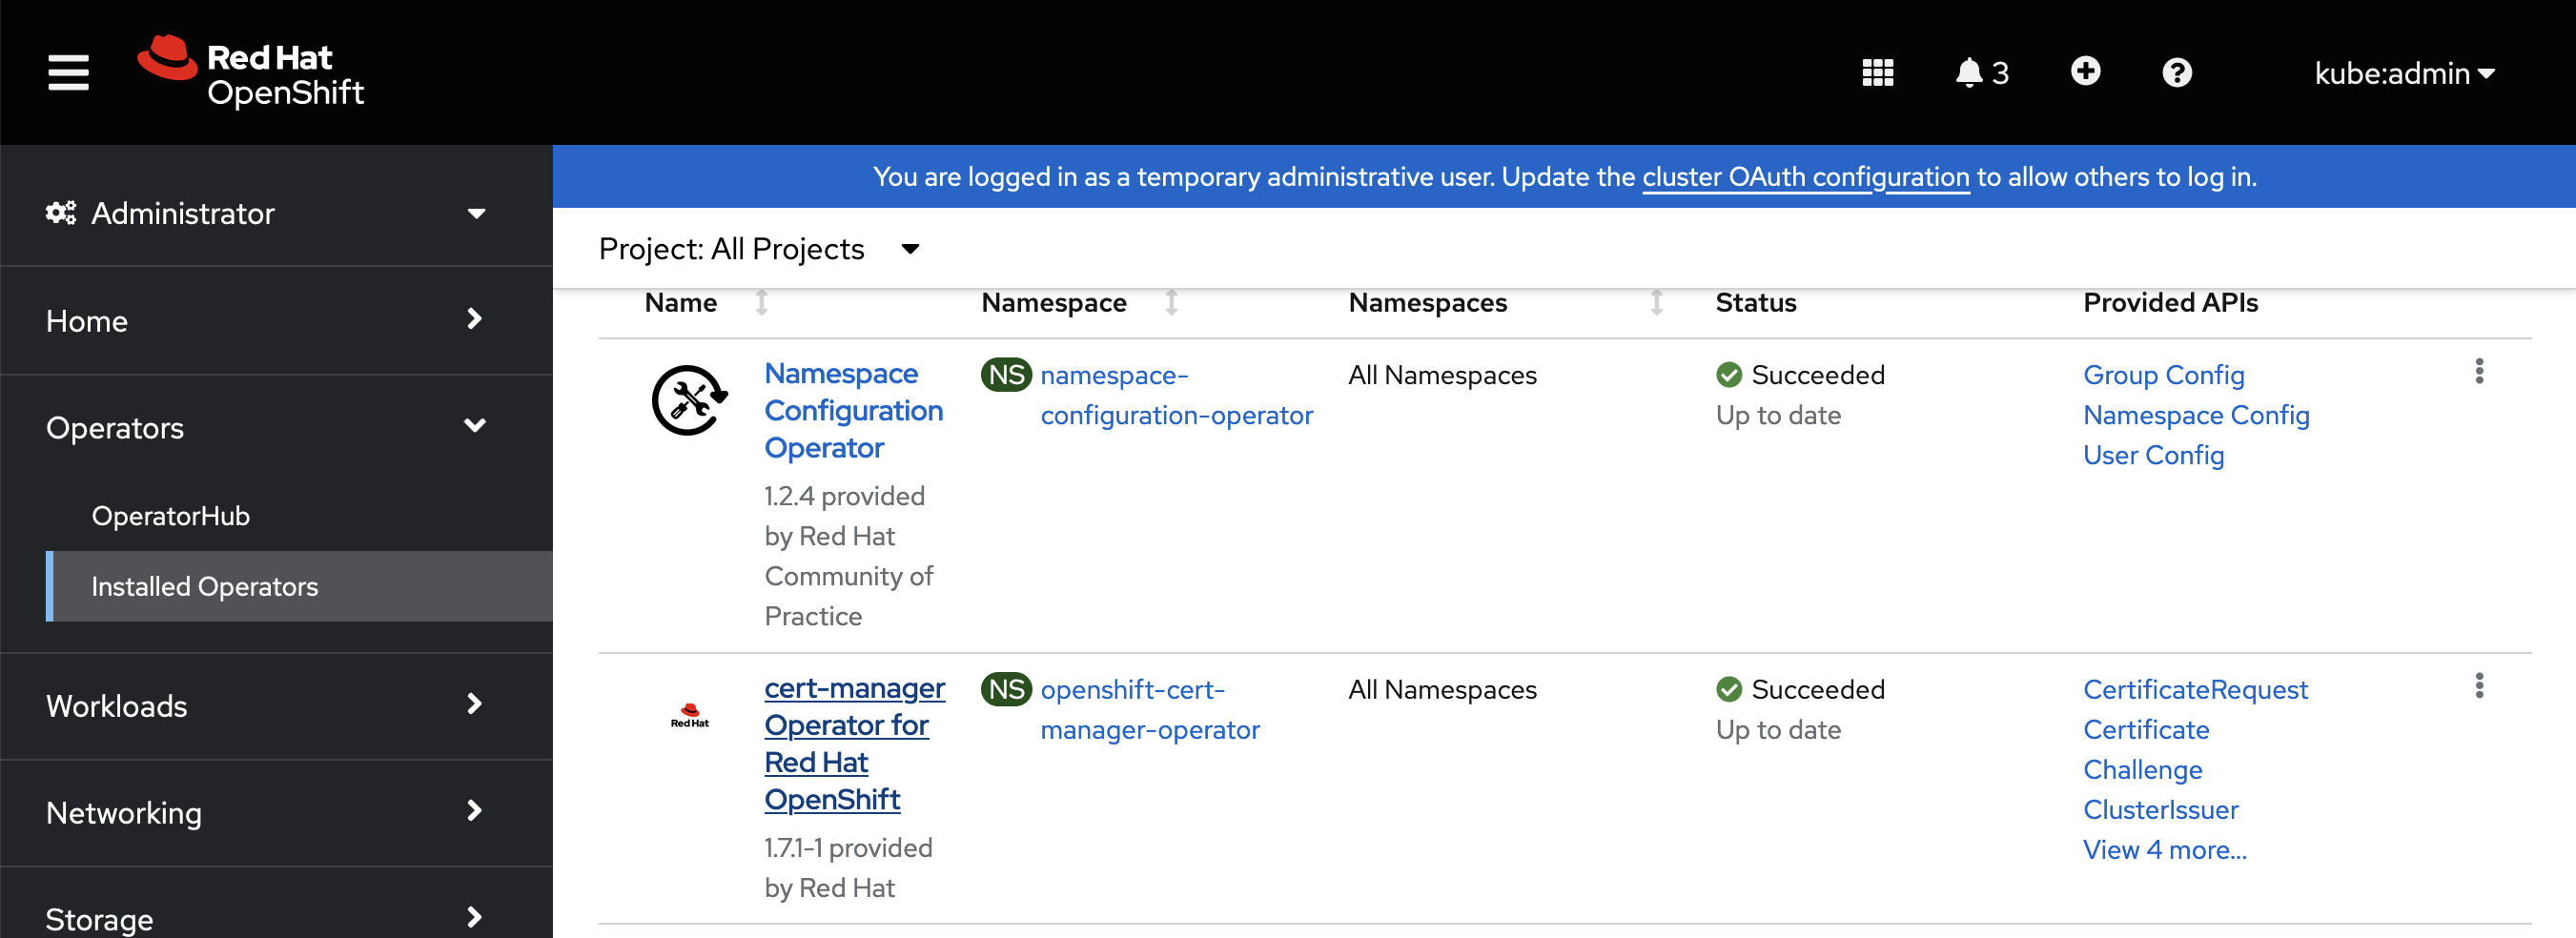 Red Hat
OpenShift
3
kube:admin
You are logged in as a temporary administrative user. Update the cluster OAuth configuration to allow others to log in.
Administrator
Home
Operators
OperatorHub
Installed Operators
Workloads
Networking
Storage
Project: All Projects
Name Namespace Namespaces Status Provided APIs
Namespace
Configuration
Operator
1.2.4 provided
by Red Hat
Community of
Practice
NS namespace-
configuration-operator
All Namespaces
Succeeded
Up to date
Group Config
Namespace Config
User Config
Red Hat
cert-manager
Operator for
Red Hat
OpenShift
1.7.1-1 provided
by Red Hat
NS openshift-cert-
manager-operator
All Namespaces
Succeeded
Up to date
CertificateRequest
Certificate
Challenge
ClusterIssuer
View 4 more...